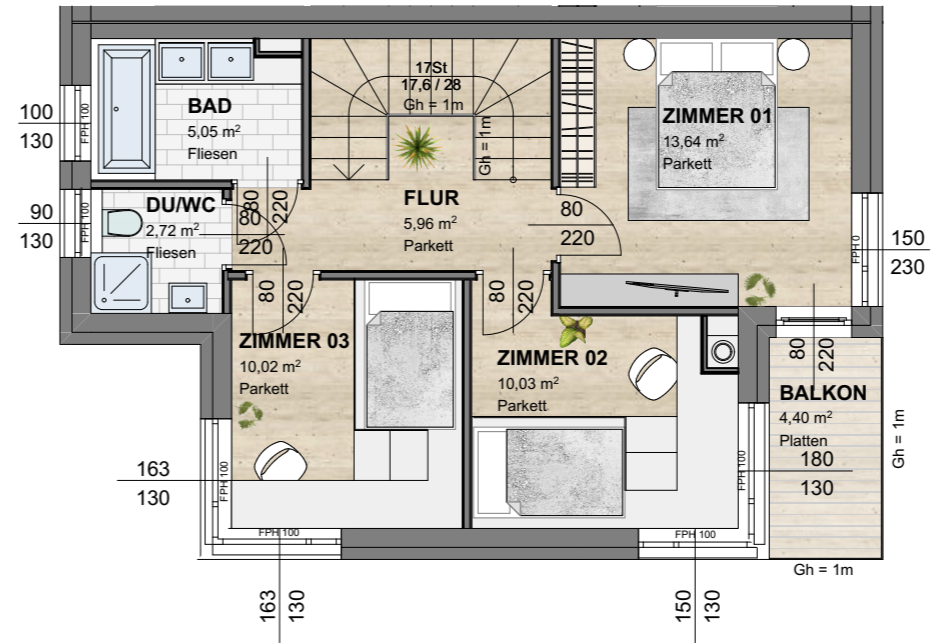 17St
17,6 / 28
Gh = 1m
Gh = 1m
100
130
FPH 100
BAD
5,05 m²
Fliesen
80
220
ZIMMER 01
13,64 m²
Parkett
90
130
FPH 100
DU/WC
2,72 m²
Fliesen
80
220
FLUR
5,96 m²
Parkett
80
220
FPH 0
150
230
80
220
80
220
ZIMMER 03
10,02 m²
Parkett
ZIMMER 02
10,03 m²
Parkett
80
220
BALKON
4,40 m²
Platten
Gh = 1m
163
130
FPH 100
FPH 100
180
130
FPH 100
FPH 100
Gh = 1m
163
130
150
130